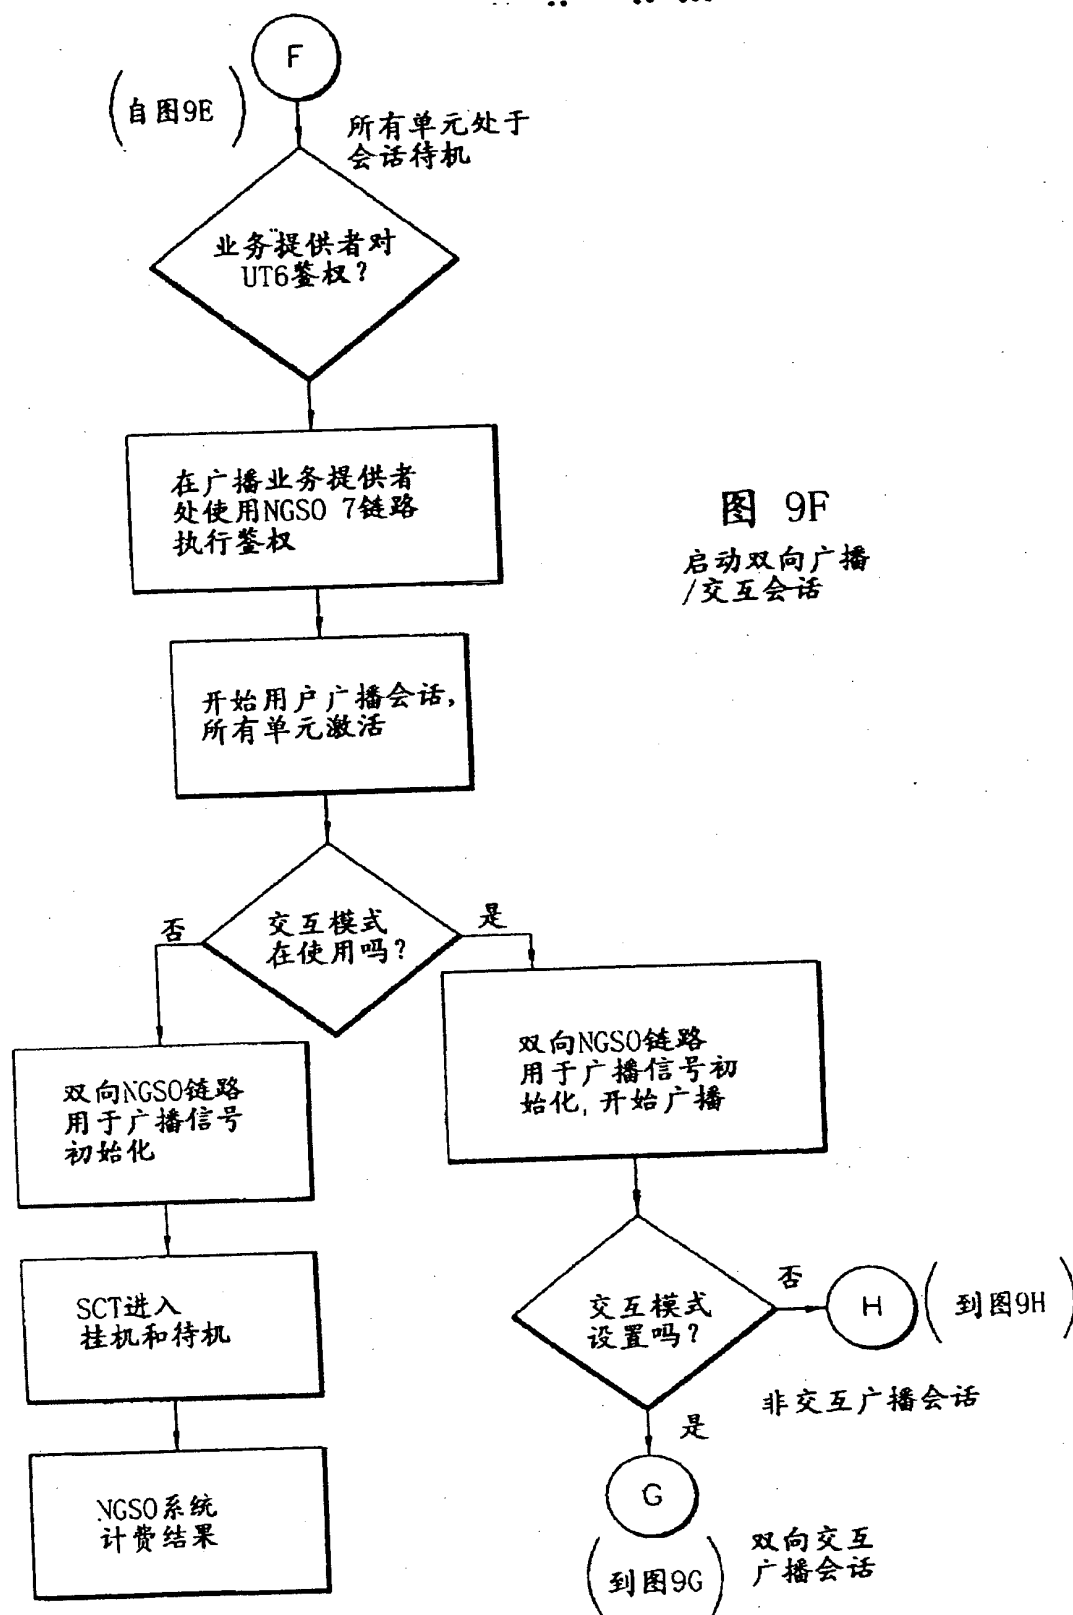 F
(自图9E)
所有单元处于
会话待机
业务提供者对
UT6鉴权?
在广播业务提供者
处使用NGSO 7链路
执行鉴权
图 9F
启动双向广播
/交互会话
开始用户广播会话,
所有单元激活
交互模式
在使用吗?
否
是
双向NGSO链路
用于广播信号
初始化
双向NGSO链路
用于广播信号初
始化,开始广播
SCT进入
挂机和待机
交互模式
设置吗?
否
H
(到图9H)
非交互广播会话
是
NGSO系统
计费结果
G
(到图9G)
双向交互
广播会话